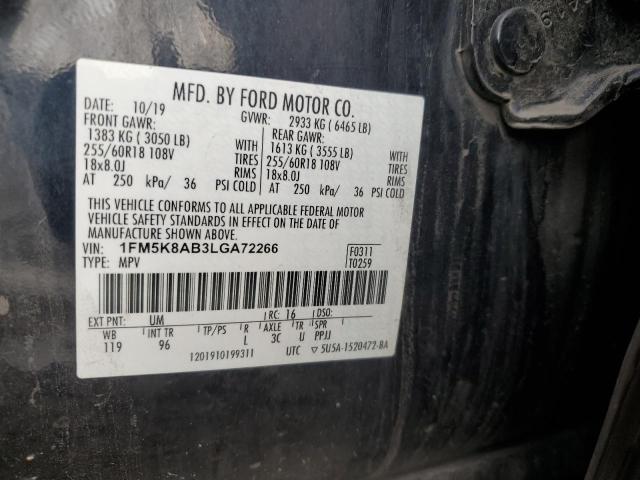 MFD. BY FORD MOTOR CO.
DATE: 10/19 GVWR: 2933 KG ( 6465 LB)
FRONT GAWR: REAR GAWR:
1383 KG ( 3050 LB) WITH 1613 KG ( 3555 LB) WITH
255/60R18 108V TIRES 255/60R18 108V TIRES
18x8.0J RIMS 18x8.0J RIMS
AT 250 kPa/ 36 PSI COLD AT 250 kPa/ 36 PSI COLD
THIS VEHICLE CONFORMS TO ALL APPLICABLE FEDERAL MOTOR
VEHICLE SAFETY STANDARDS IN EFFECT ON THE DATE OF
MANUFACTURE SHOWN ABOVE.
VIN: 1FM5K8AB3LGA72266 F0311
TYPE: MPV T0259
EXT PNT: UM RC: 16 DSO:
WB INT TR TP/PS R AXLE TR SPR
119 96 L 3C U PPJJ
1201910199311 UTC ▽ 5U5A-1520472-BA